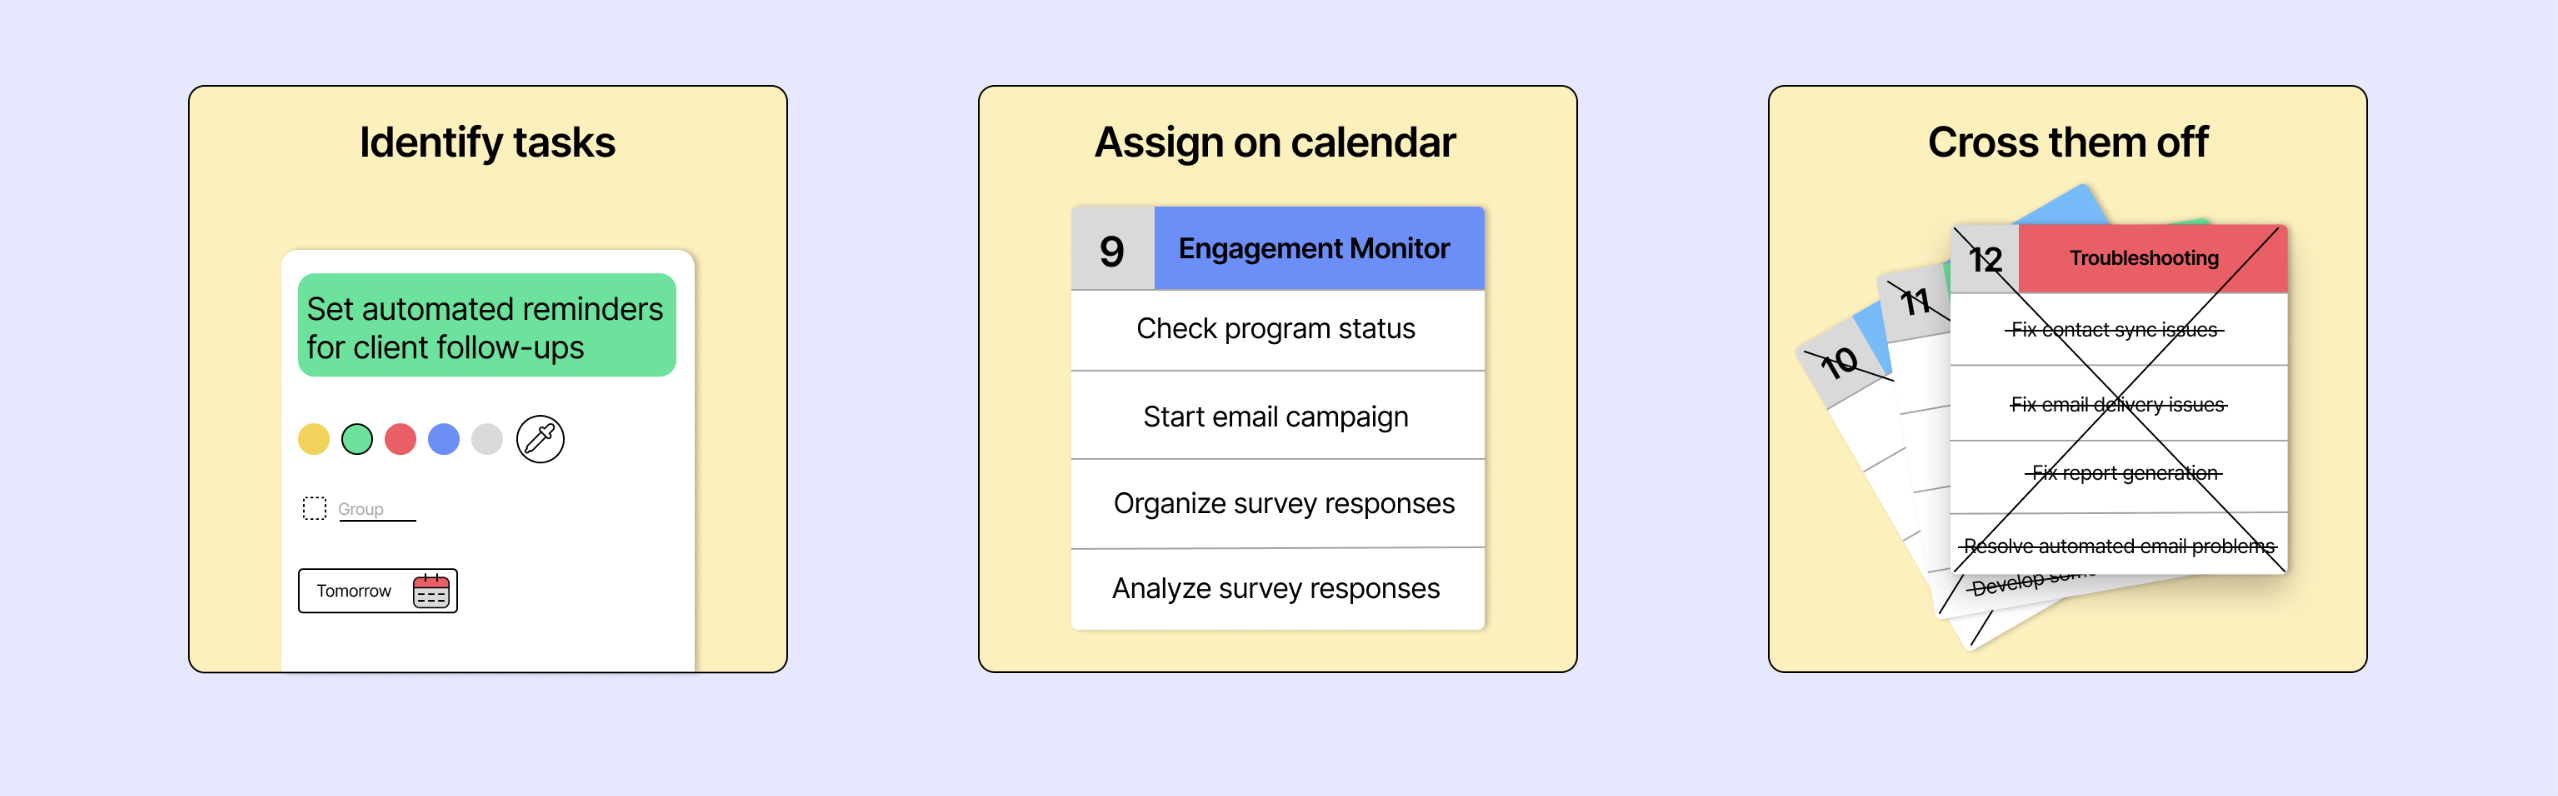 Identify tasks
Set automated reminders
for client follow-ups
Group
Tomorrow
Assign on calendar
9
Engagement Monitor
Check program status
Start email campaign
Organize survey responses
Analyze survey responses
Cross them off
10
11
Develop
12
Troubleshooting
Fix contact sync issues
Fix email delivery issues
Fix report generation
Resolve automated email problems